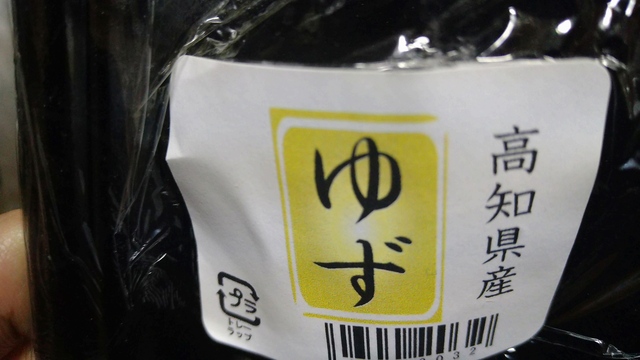 高知県産
ゆず
プラ
トレー
ラップ